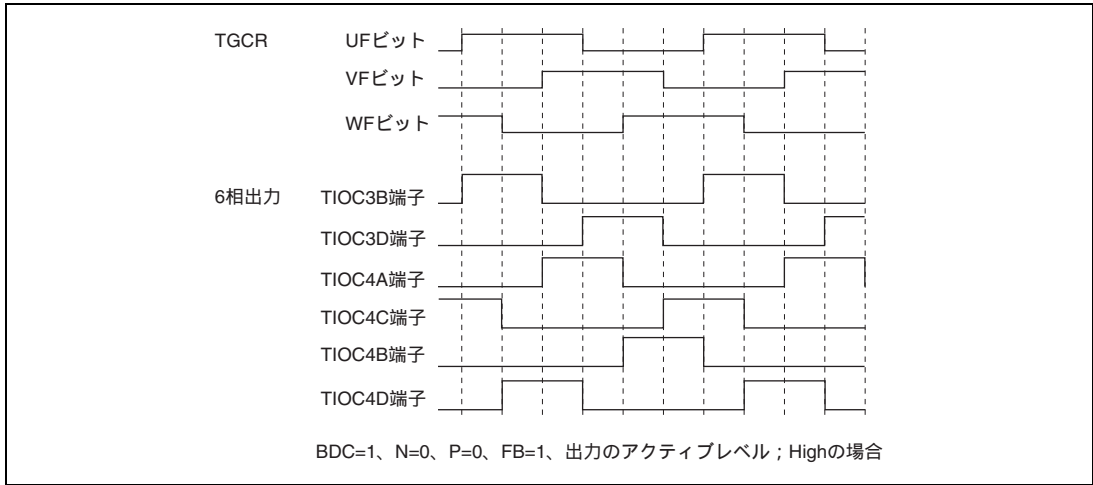 TGCR UFビット
VFビット
WFビット
6相出力 TIOC3B端子
TIOC3D端子
TIOC4A端子
TIOC4C端子
TIOC4B端子
TIOC4D端子
BDC=1、N=0、P=0、FB=1、出力のアクティブレベル；Highの場合